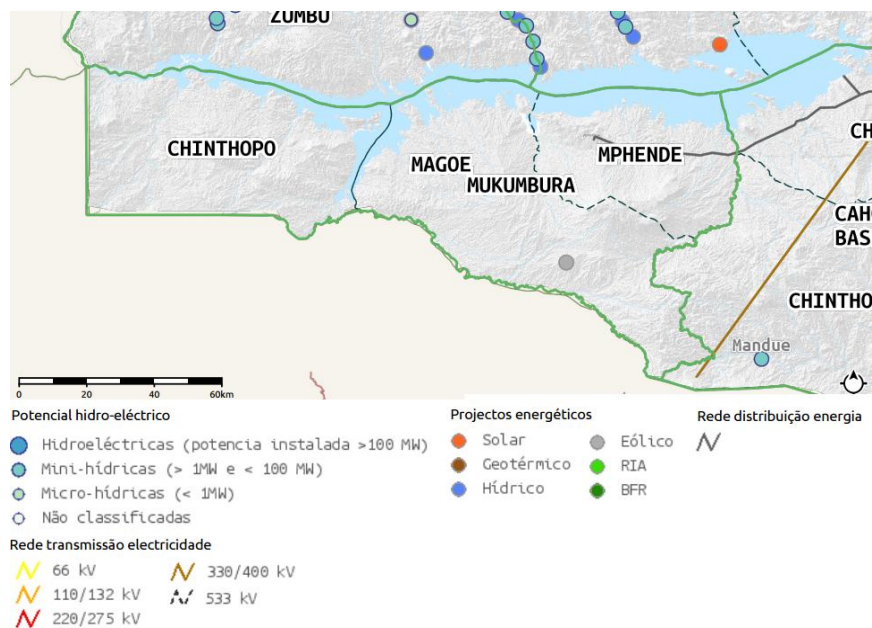 ZUMBU
CHINTHOPO
MAGOE
MPHENDE
MUKUMBURA
CH
CAHO
BAS
CHINTHO
Mandue
0 20 40 60km
Potencial hidro-eléctrico
Hidroeléctricas (potencia instalada >100 MW)
Mini-hídricas (> 1MW e < 100 MW)
Micro-hídricas (< 1MW)
Não classificadas
Rede transmissão electricidade
66 kV
110/132 kV
220/275 kV
330/400 kV
533 kV
Projectos energéticos
Solar
Geotérmico
Hídrico
Eólico
RIA
BFR
Rede distribuição energia